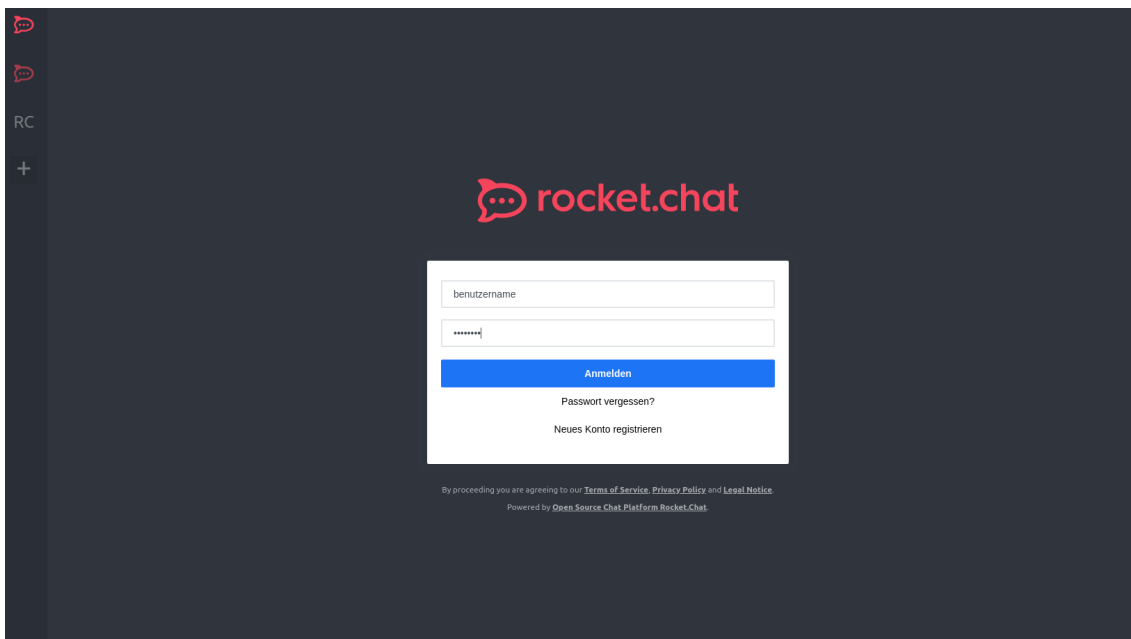 RC
+
rocket.chat
benutzername
••••••••
Anmelden
Passwort vergessen?
Neues Konto registrieren
By proceeding you are agreeing to our Terms of Service, Privacy Policy and Legal Notice.
Powered by Open Source Chat Platform Rocket.Chat.